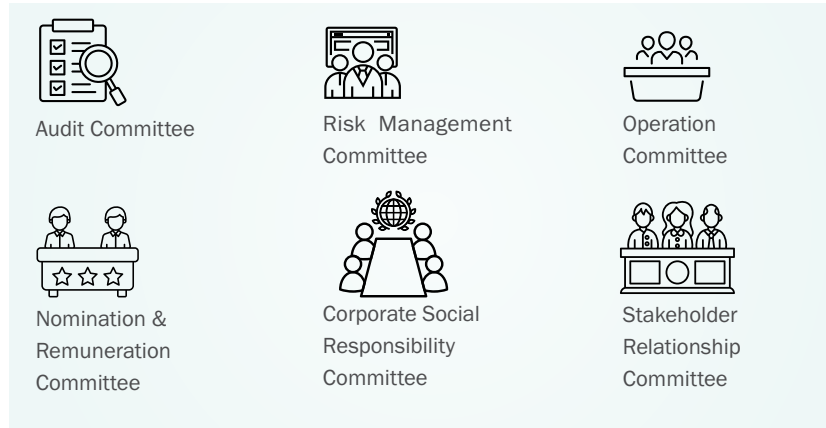 Audit Committee
Risk Management
Committee
Operation
Committee
Nomination &
Remuneration
Committee
Corporate Social
Responsibility
Committee
Stakeholder
Relationship
Committee